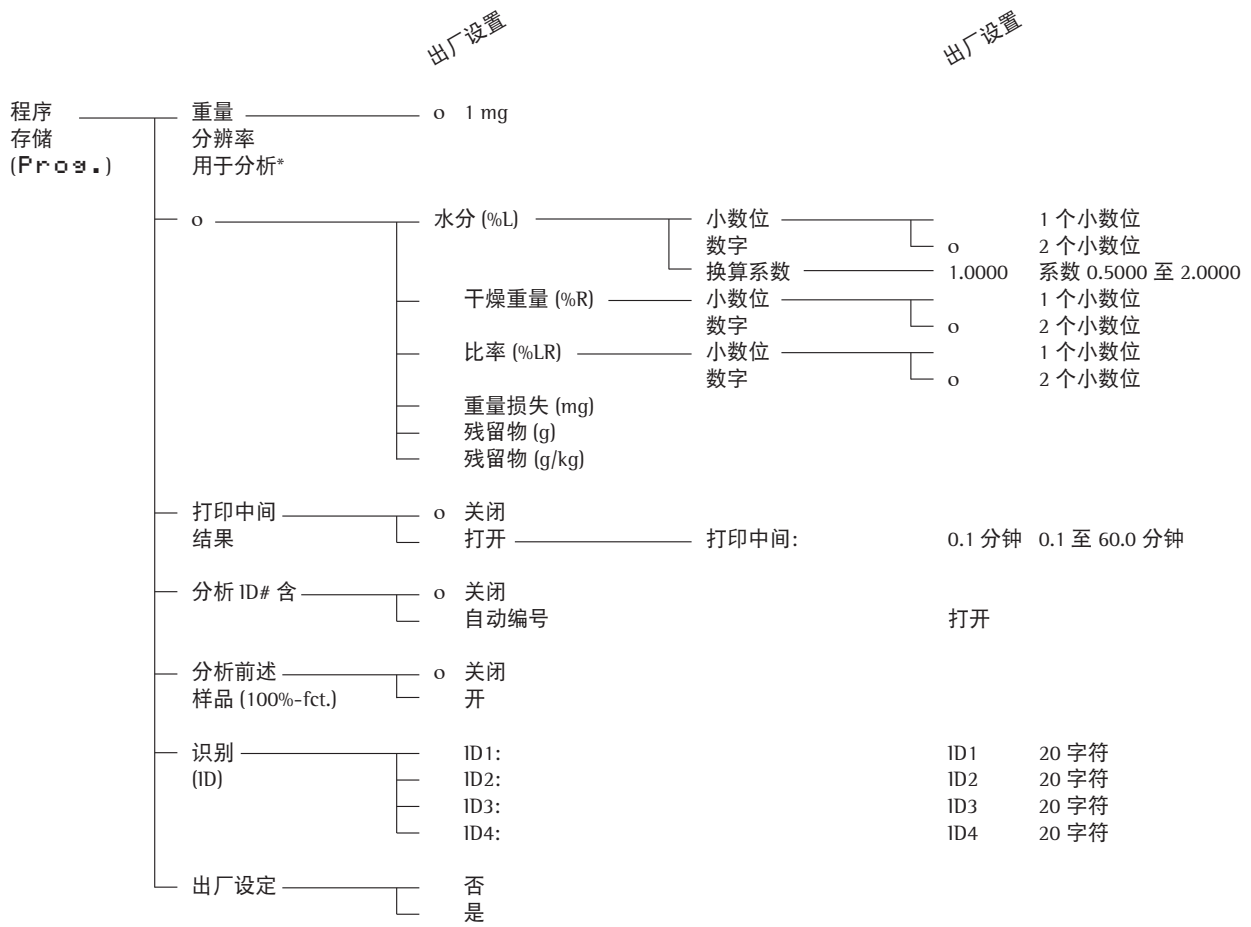 出厂设置 出厂设置
程序 重量 o 1 mg
存储 分辨率
(Prog.) 用于分析*
o 水分 (%L) 小数位 1 个小数位
数字 o 2 个小数位
换算系数 1.0000 系数 0.5000 至 2.0000
干燥重量 (%R) 小数位 1 个小数位
数字 o 2 个小数位
比率 (%LR) 小数位 1 个小数位
数字 o 2 个小数位
重量损失 (mg)
残留物 (g)
残留物 (g/kg)
打印中间 o 关闭
结果 打开 打印中间: 0.1 分钟 0.1 至 60.0 分钟
分析 ID# 含 o 关闭
自动编号 打开
分析前述 o 关闭
样品 (100%-fct.) 开
识别 ID1: ID1 20 字符
(ID) ID2: ID2 20 字符
ID3: ID3 20 字符
ID4: ID4 20 字符
出厂设定 否
是